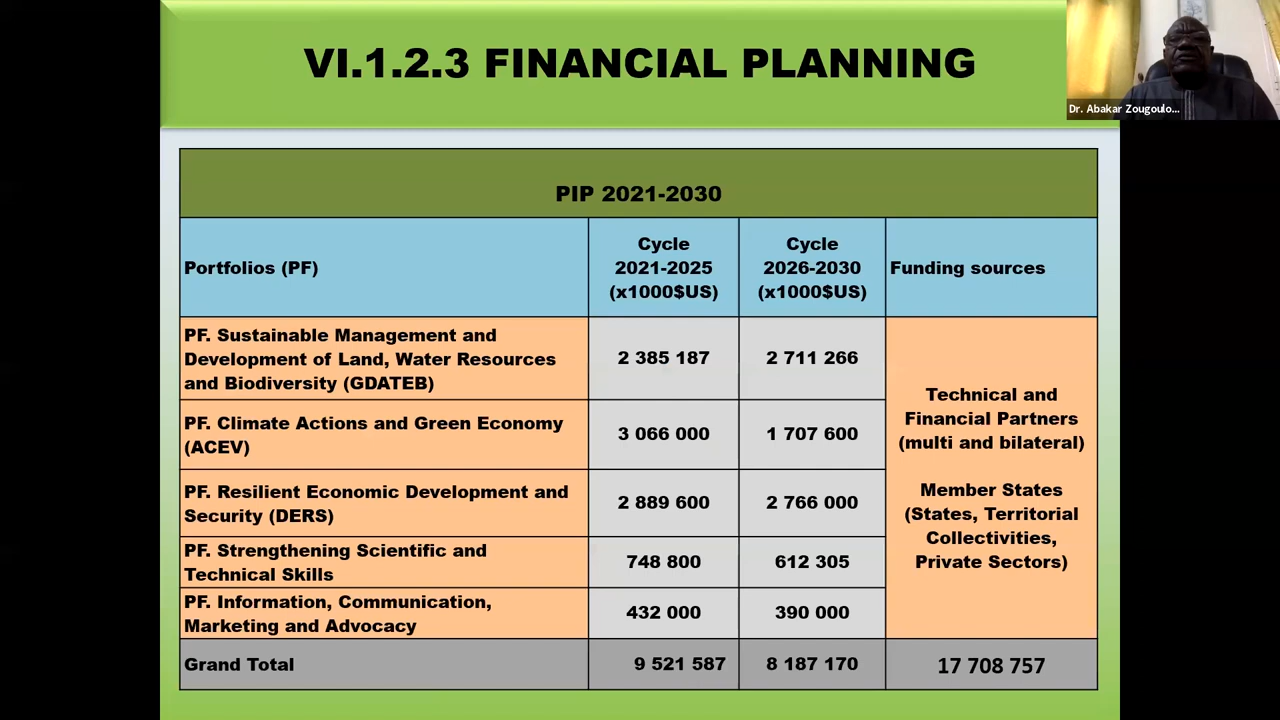 VI.1.2.3 FINANCIAL PLANNING
Dr. Abakar Zougoulo...
PIP 2021-2030
Portfolios (PF)
Cycle
2021-2025
(x1000$US)
Cycle
2026-2030
(x1000$US)
Funding sources
PF. Sustainable Management and
Development of Land, Water Resources
and Biodiversity (GDATEB)
2 385 187
2 711 266
PF. Climate Actions and Green Economy
(ACEV)
3 066 000
1 707 600
PF. Resilient Economic Development and
Security (DERS)
2 889 600
2 766 000
PF. Strengthening Scientific and
Technical Skills
748 800
612 305
PF. Information, Communication,
Marketing and Advocacy
432 000
390 000
Technical and
Financial Partners
(multi and bilateral)
Member States
(States, Territorial
Collectivities,
Private Sectors)
Grand Total
9 521 587
8 187 170
17 708 757